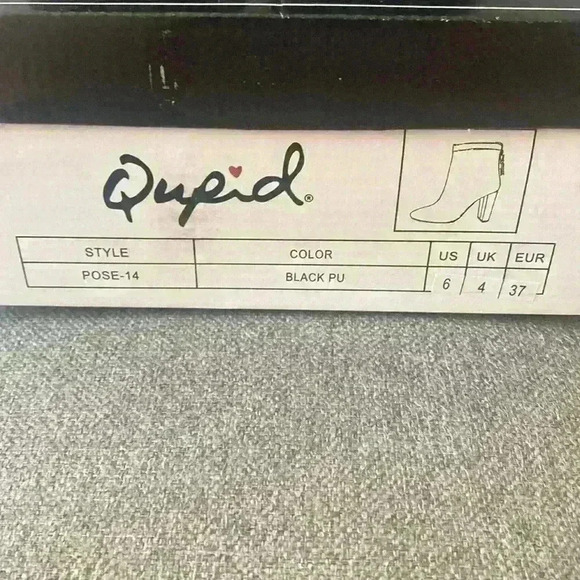 Qupid®
STYLE COLOR US UK EUR
POSE-14 BLACK PU 6 4 37